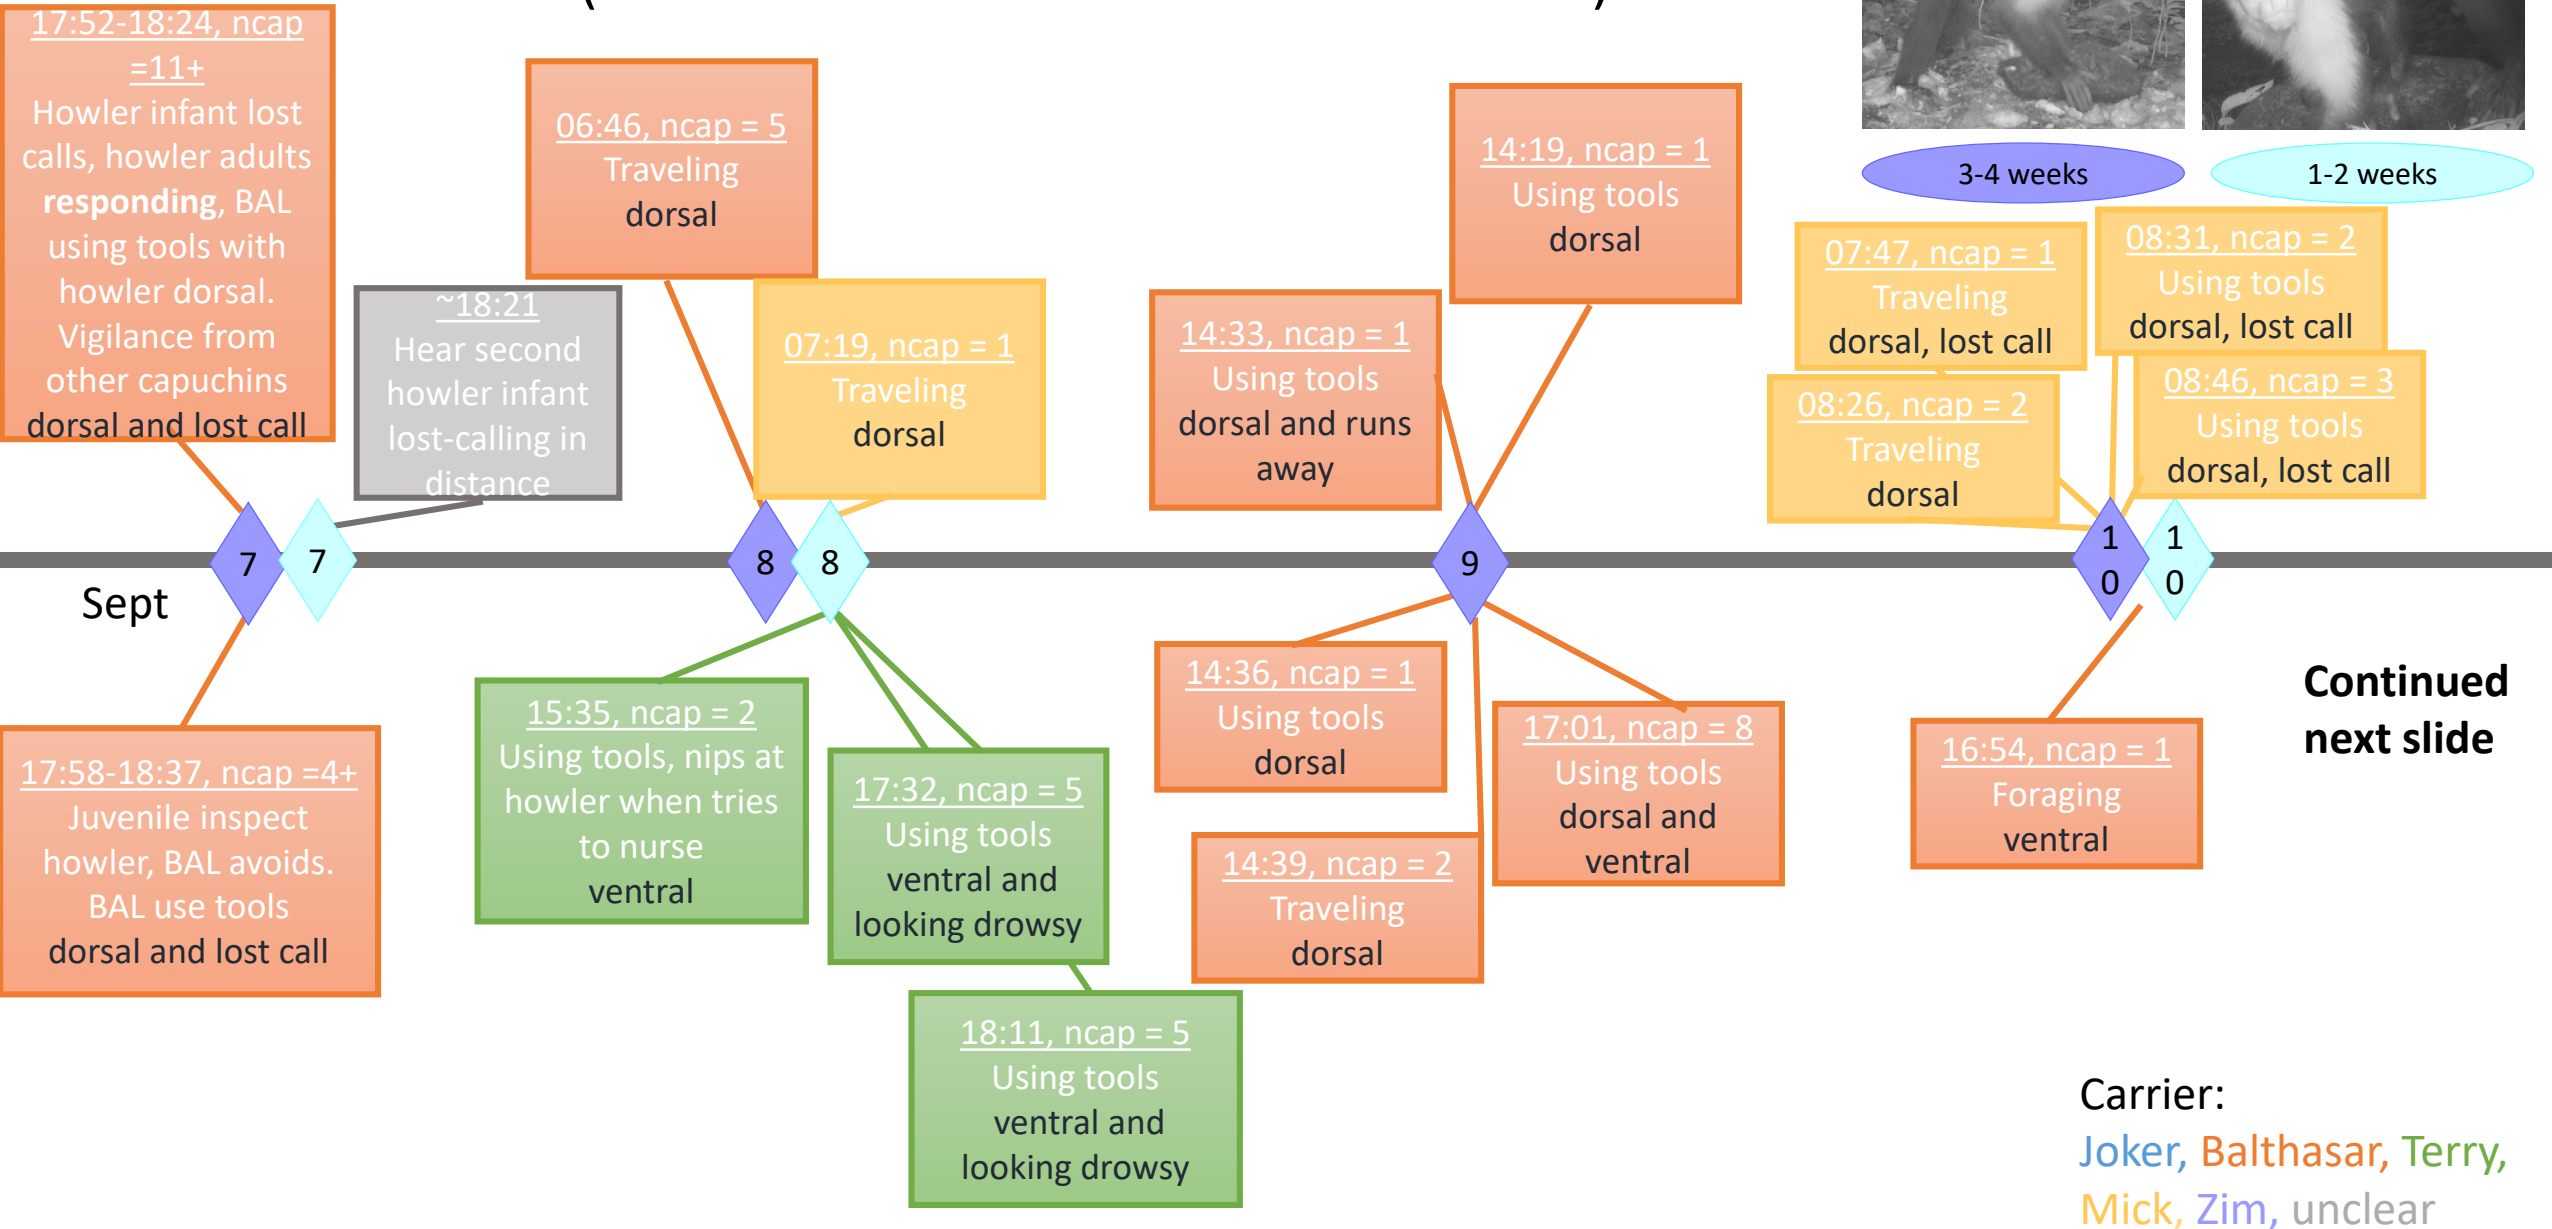 17:52-18:24, ncap
=11+
Howler infant lost
calls, howler adults
responding, BAL
using tools with
howler dorsal.
Vigilance from
other capuchins
dorsal and lost call
~18:21
Hear second
howler infant
lost-calling in
distance
06:46, ncap = 5
Traveling
dorsal
07:19, ncap = 1
Traveling
dorsal
14:33, ncap = 1
Using tools
dorsal and runs
away
14:19, ncap = 1
Using tools
dorsal
3-4 weeks
1-2 weeks
07:47, ncap = 1
Traveling
dorsal, lost call
08:31, ncap = 2
Using tools
dorsal, lost call
08:26, ncap = 2
Traveling
dorsal
08:46, ncap = 3
Using tools
dorsal, lost call
7
7
8
8
9
1
0
1
0
Sept
17:58-18:37, ncap =4+
Juvenile inspect
howler, BAL avoids.
BAL use tools
dorsal and lost call
15:35, ncap = 2
Using tools, nips at
howler when tries
to nurse
ventral
17:32, ncap = 5
Using tools
ventral and
looking drowsy
18:11, ncap = 5
Using tools
ventral and
looking drowsy
14:36, ncap = 1
Using tools
dorsal
14:39, ncap = 2
Traveling
dorsal
17:01, ncap = 8
Using tools
dorsal and
ventral
16:54, ncap = 1
Foraging
ventral
Continued
next slide
Carrier:
Joker, Balthasar, Terry,
Mick, Zim, unclear